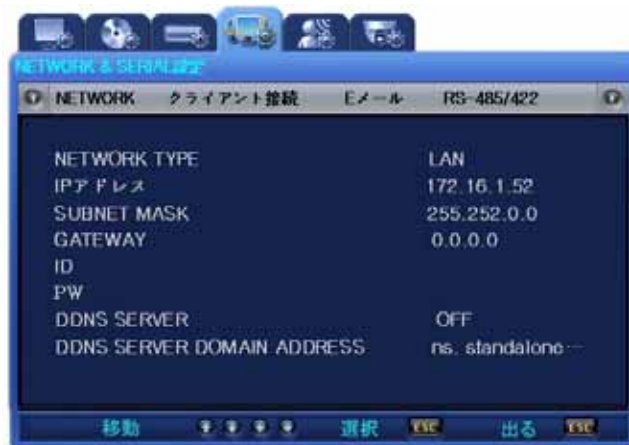 NETWORK & SERIAL設定
NETWORK クライアント接続 Eメール RS-485/422
NETWORK TYPE LAN
IPアドレス 172.16.1.52
SUBNET MASK 255.252.0.0
GATEWAY 0.0.0.0
ID
PW
DDNS SERVER OFF
DDNS SERVER DOMAIN ADDRESS ns. standalone…
移動 選択 ESC 出る ESC